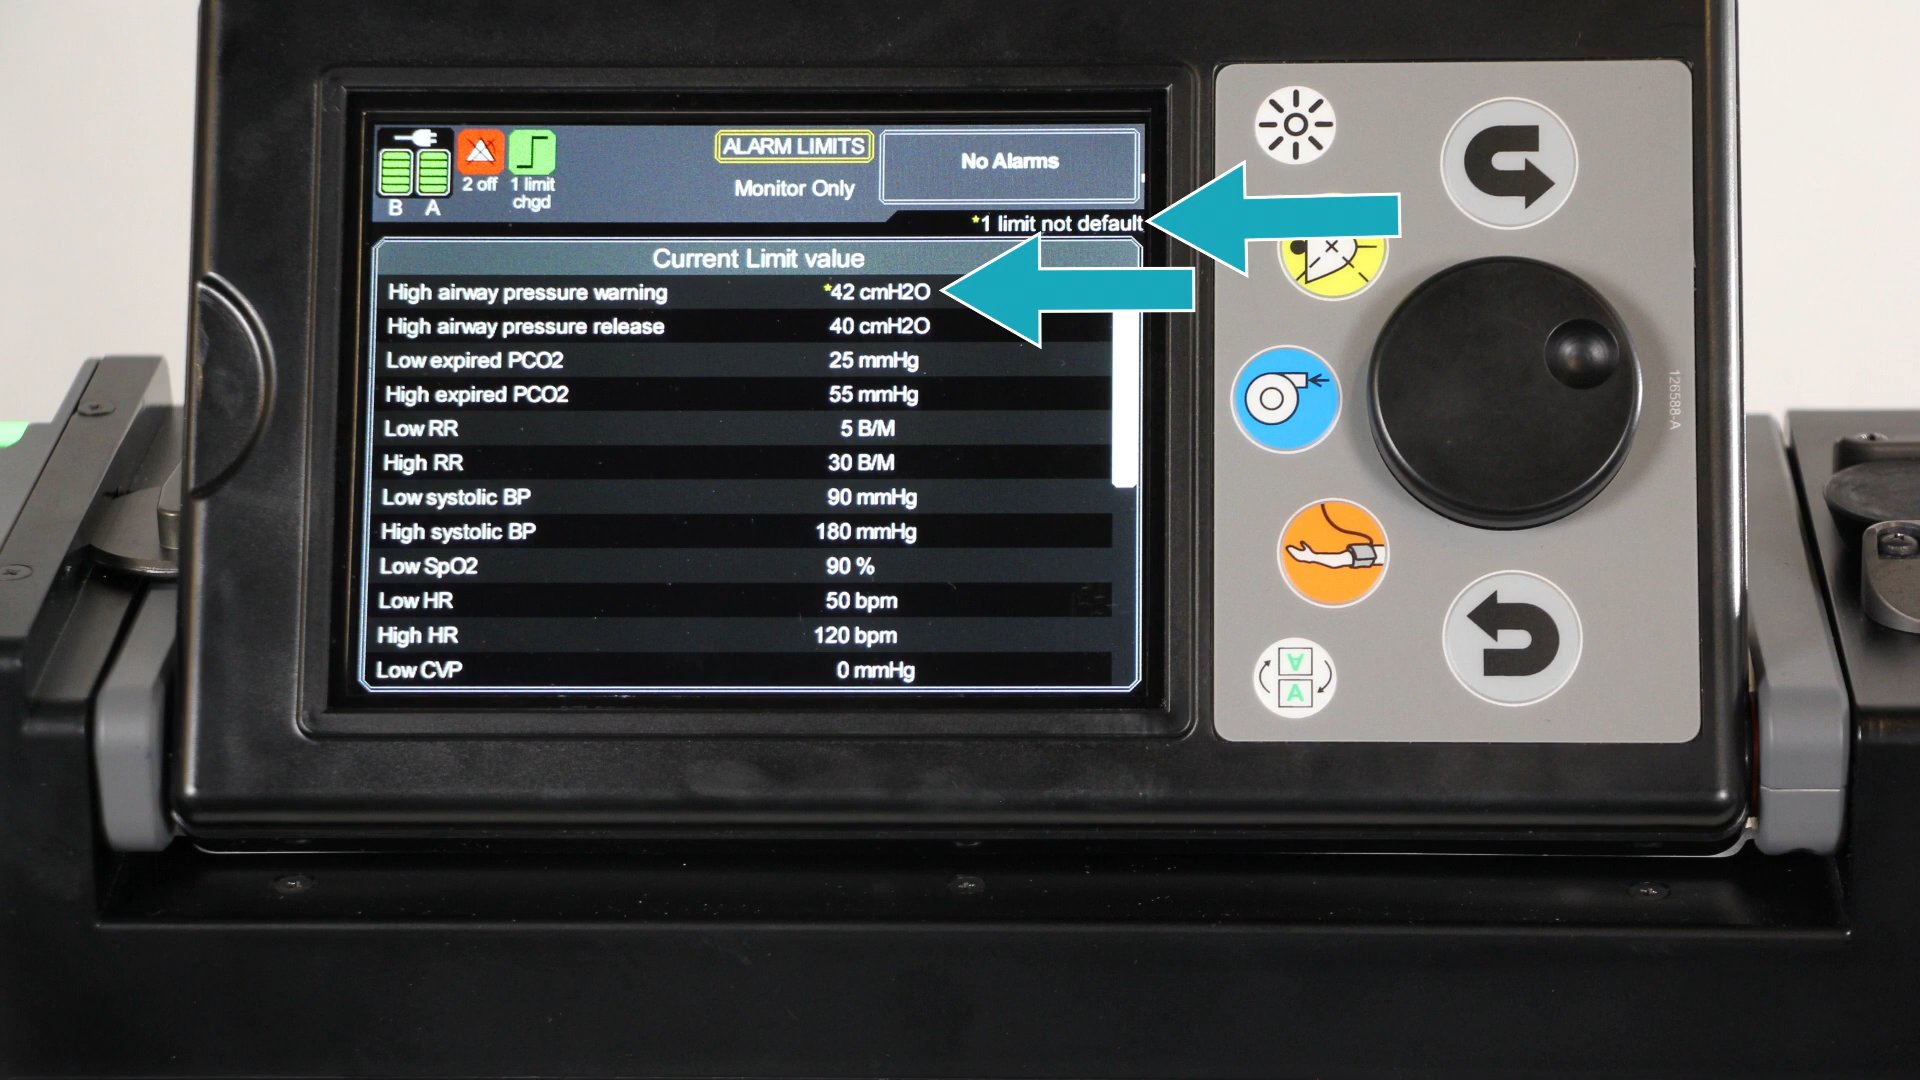 B A
2 off
1 limit
chgd
ALARM LIMITS
Monitor Only
No Alarms
*1 limit not default
Current Limit value
High airway pressure warning *42 cmH2O
High airway pressure release 40 cmH2O
Low expired PCO2 25 mmHg
High expired PCO2 55 mmHg
Low RR 5 B/M
High RR 30 B/M
Low systolic BP 90 mmHg
High systolic BP 180 mmHg
Low SpO2 90 %
Low HR 50 bpm
High HR 120 bpm
Low CVP 0 mmHg
A
A
126588-A